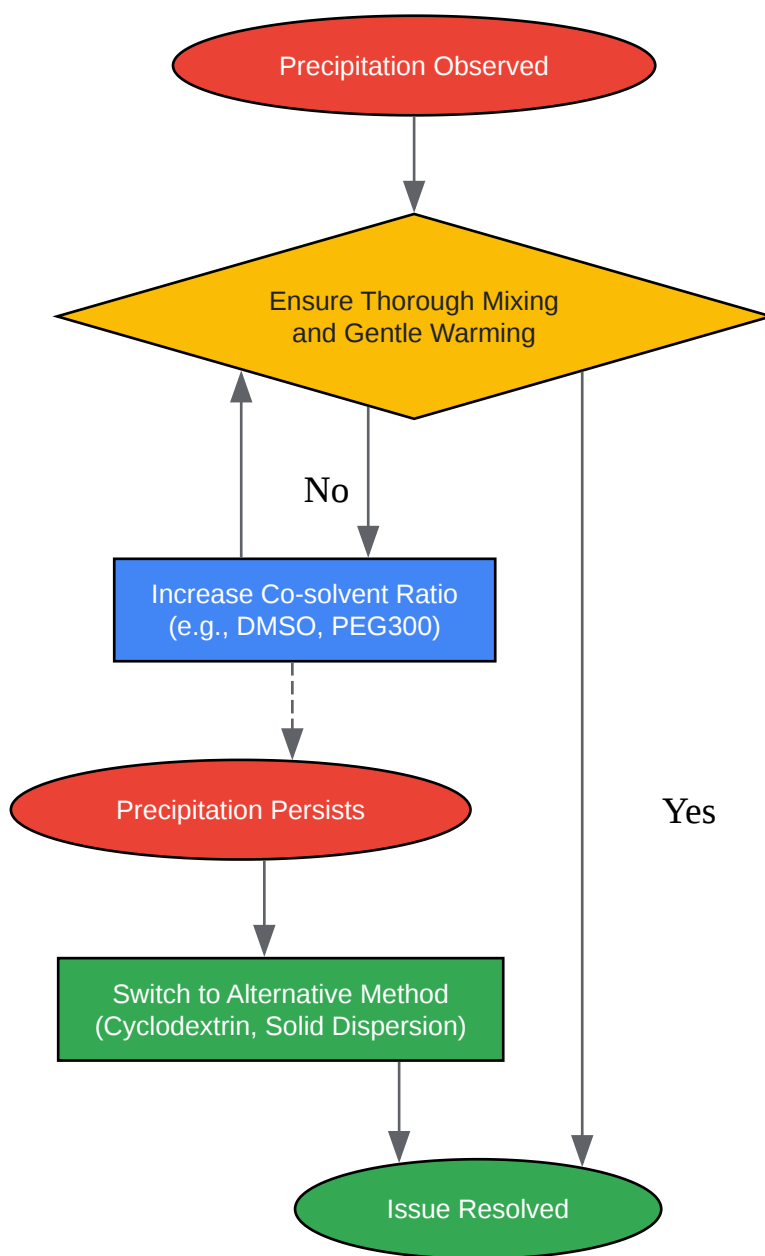 Precipitation Observed
Ensure Thorough Mixing
and Gentle Warming
No
Increase Co-solvent Ratio
(e.g., DMSO, PEG300)
Precipitation Persists
Yes
Switch to Alternative Method
(Cyclodextrin, Solid Dispersion)
Issue Resolved